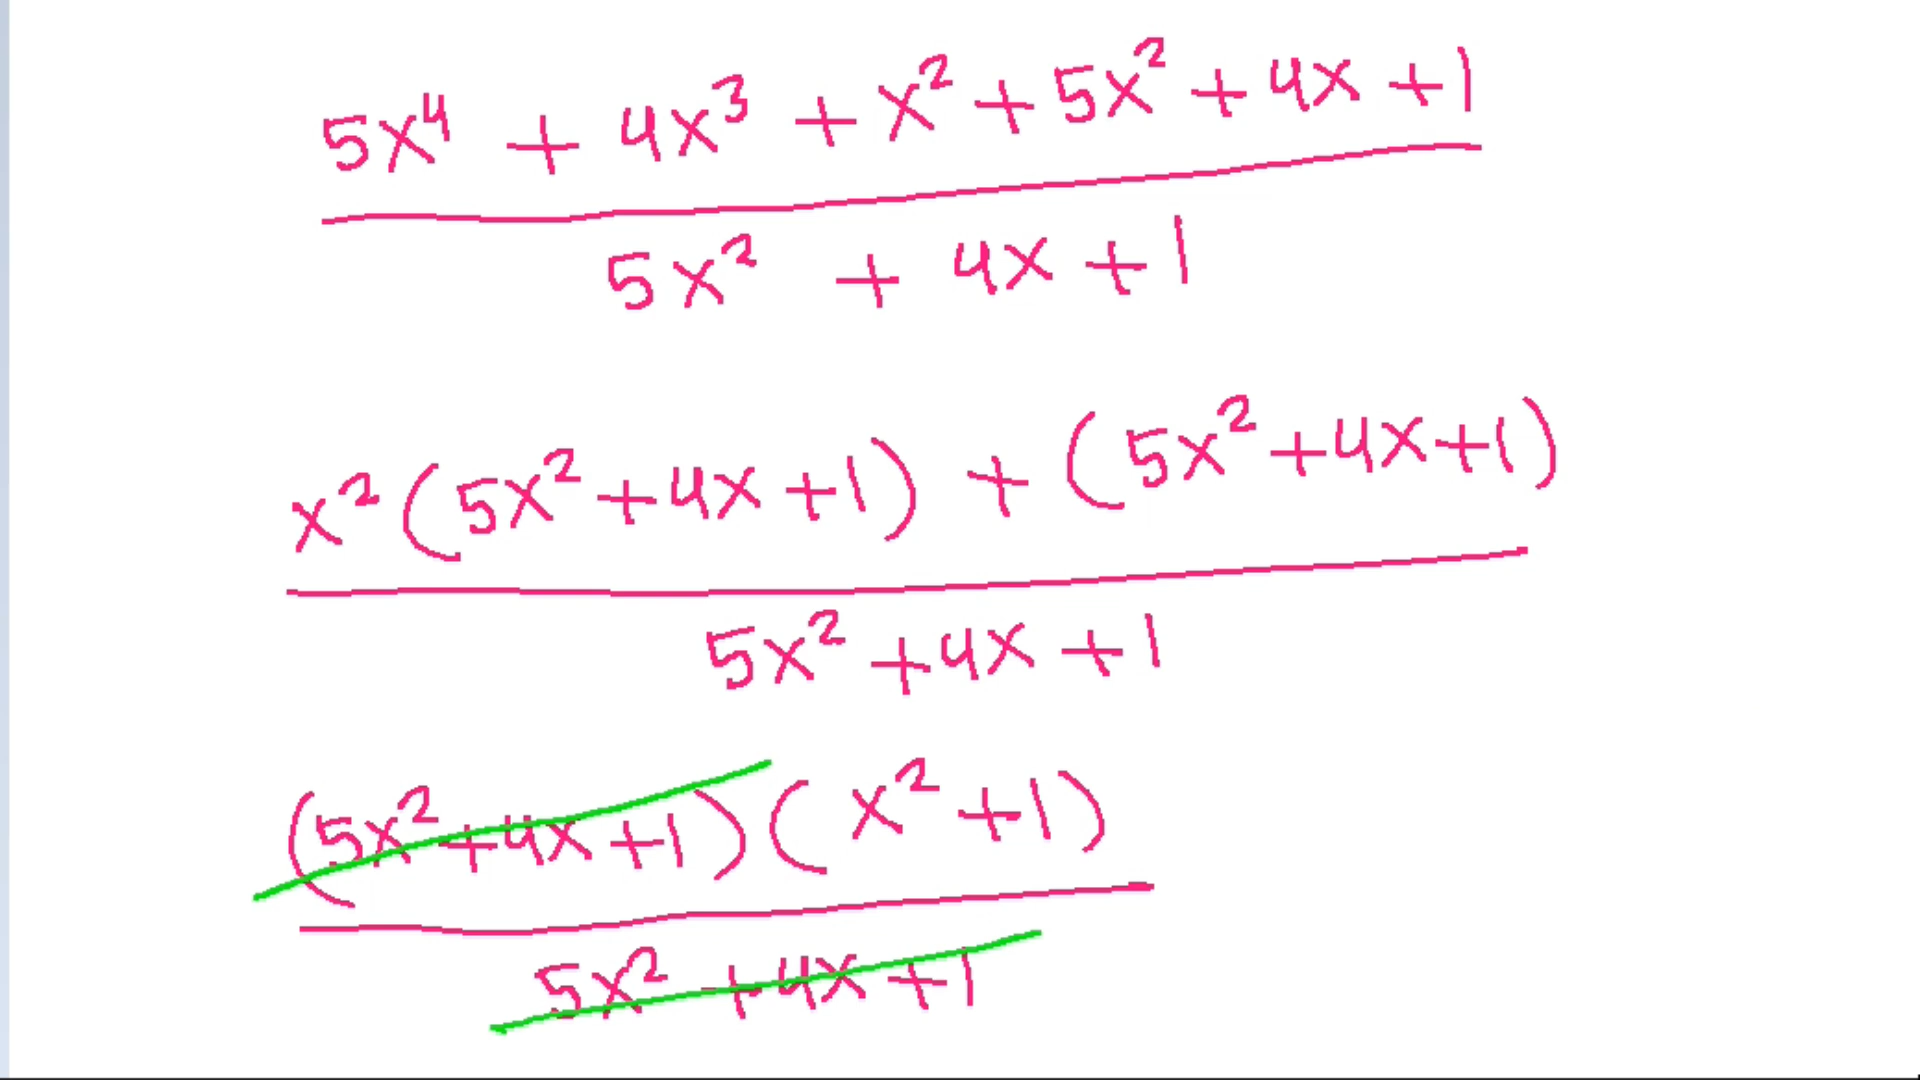 5x⁴ + 4x³ + x² + 5x² + 4x + 1
5x² + 4x + 1
x² (5x² + 4x + 1) + (5x² + 4x + 1)
5x² + 4x + 1
(5x² + 4x + 1) (x² + 1)
5x² + 4x + 1